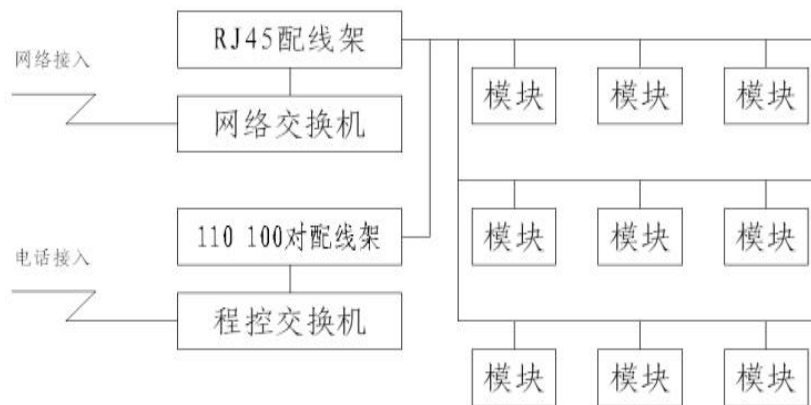 RJ45配线架
网络接入
模块 模块 模块
网络交换机
110 100对配线架
模块 模块 模块
电话接入
程控交换机
模块 模块 模块